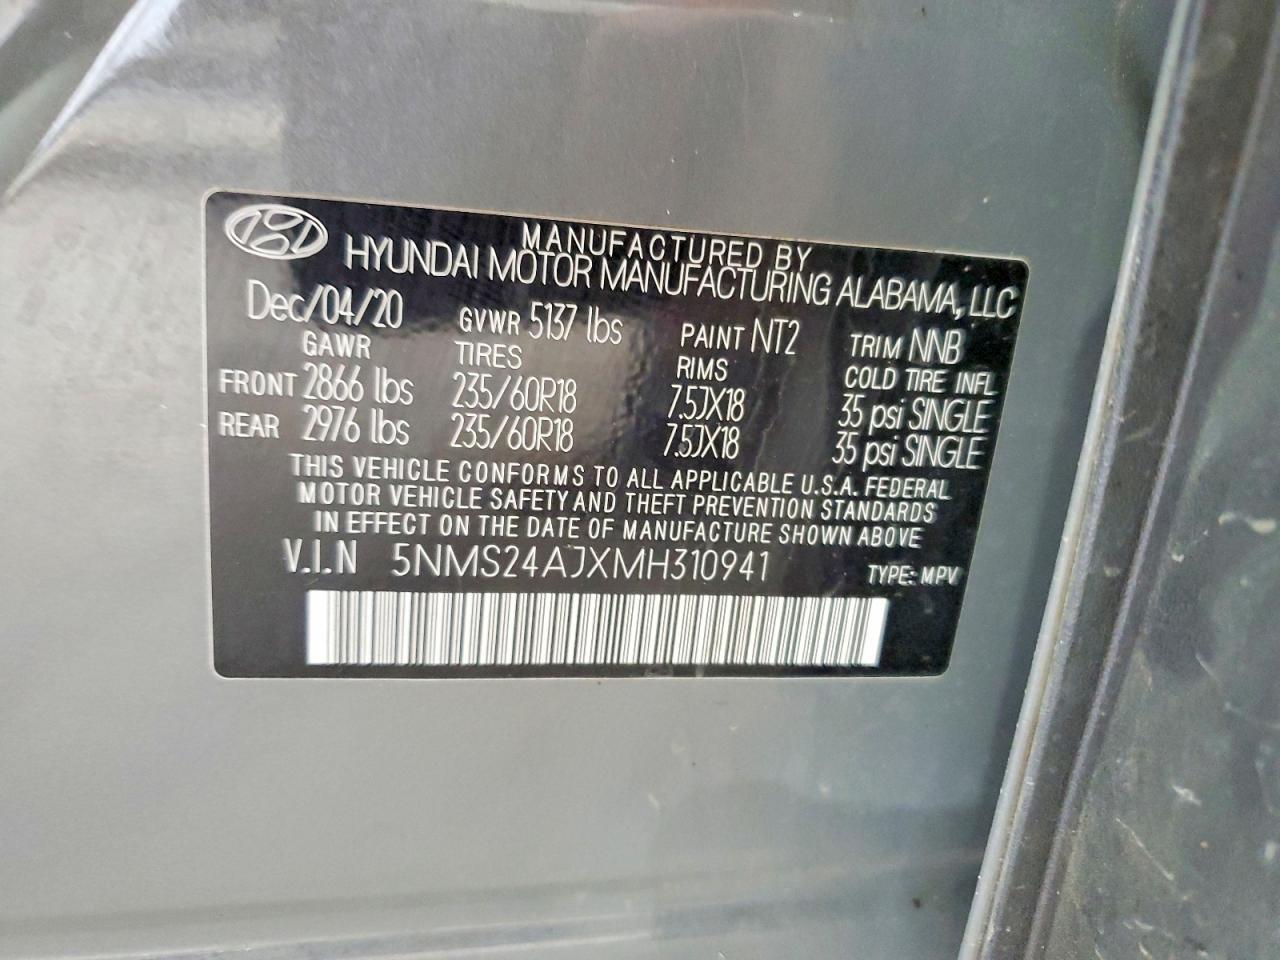 MANUFACTURED BY
HYUNDAI MOTOR MANUFACTURING ALABAMA, LLC
Dec/04/20 GVWR 5137 lbs PAINT NT2 TRIM NNB
GAWR TIRES RIMS COLD TIRE INFL
FRONT 2866 lbs 235/60R18 7.5JX18 35 psi SINGLE
REAR 2976 lbs 235/60R18 7.5JX18 35 psi SINGLE
THIS VEHICLE CONFORMS TO ALL APPLICABLE U.S.A. FEDERAL
MOTOR VEHICLE SAFETY AND THEFT PREVENTION STANDARDS
IN EFFECT ON THE DATE OF MANUFACTURE SHOWN ABOVE
V.I.N 5NMS24AJXMH310941 TYPE: MPV